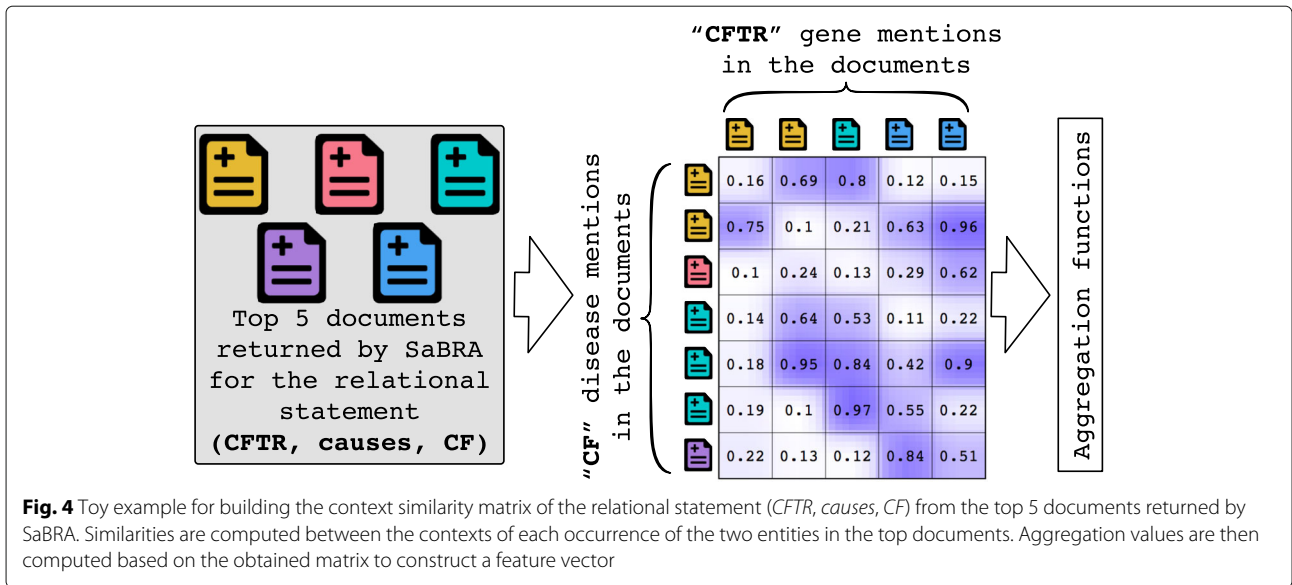 “CFTR” gene mentions
in the documents
Top 5 documents
returned by SaBRA
for the relational
statement
(CFTR, causes, CF)
“CF” disease mentions
in the documents
0.16 0.69 0.8 0.12 0.15
0.75 0.1 0.21 0.63 0.96
0.1 0.24 0.13 0.29 0.62
0.14 0.64 0.53 0.11 0.22
0.18 0.95 0.84 0.42 0.9
0.19 0.1 0.97 0.55 0.22
0.22 0.13 0.12 0.84 0.51
Aggregation functions
Fig. 4 Toy example for building the context similarity matrix of the relational statement (CFTR, causes, CF) from the top 5 documents returned by
SaBRA. Similarities are computed between the contexts of each occurrence of the two entities in the top documents. Aggregation values are then
computed based on the obtained matrix to construct a feature vector